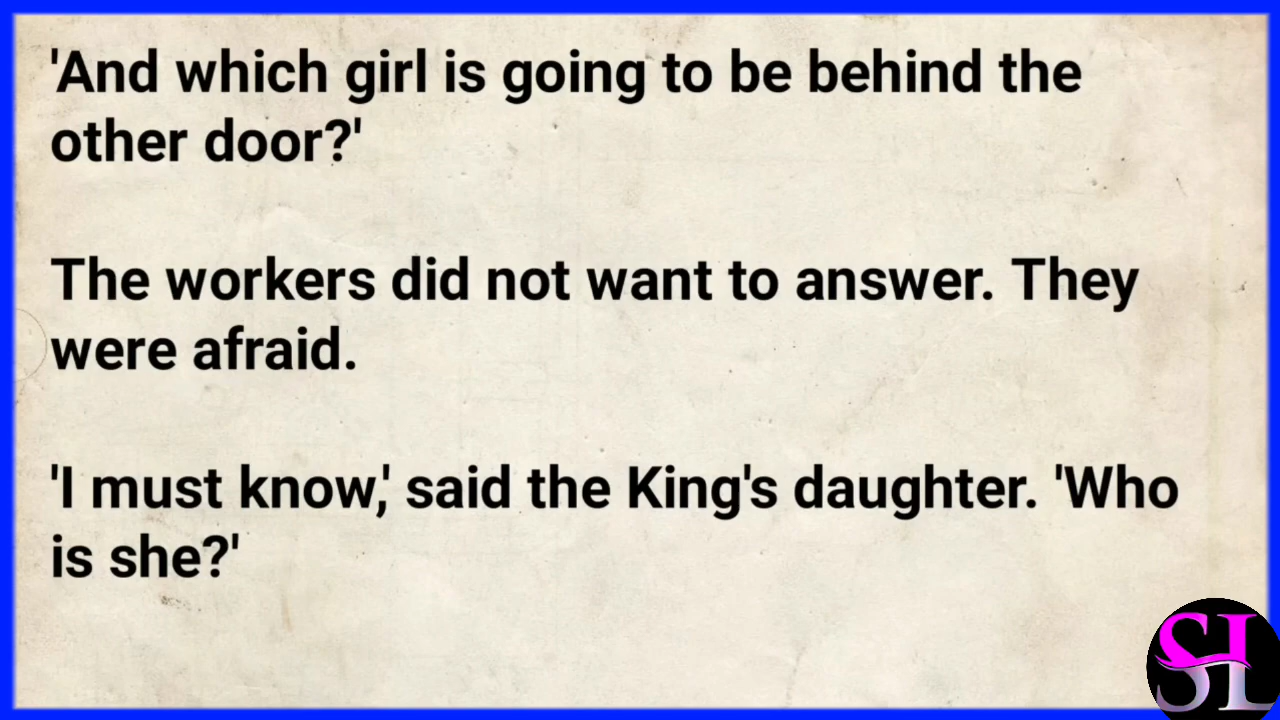 'And which girl is going to be behind the
other door?'
The workers did not want to answer. They
were afraid.
'I must know,' said the King's daughter. 'Who
is she?'
SL